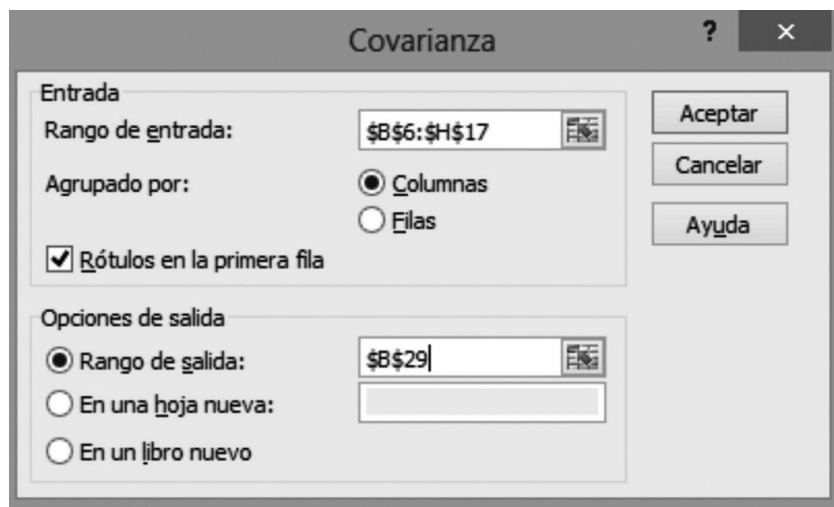 Covarianza ? ×
Entrada
Rango de entrada: $B$6:$H$17
Aceptar
Agrupado por: Columnas
Cancelar
Filas
Ayuda
Rótulos en la primera fila
Opciones de salida
Rango de salida: $B$29
En una hoja nueva:
En un libro nuevo